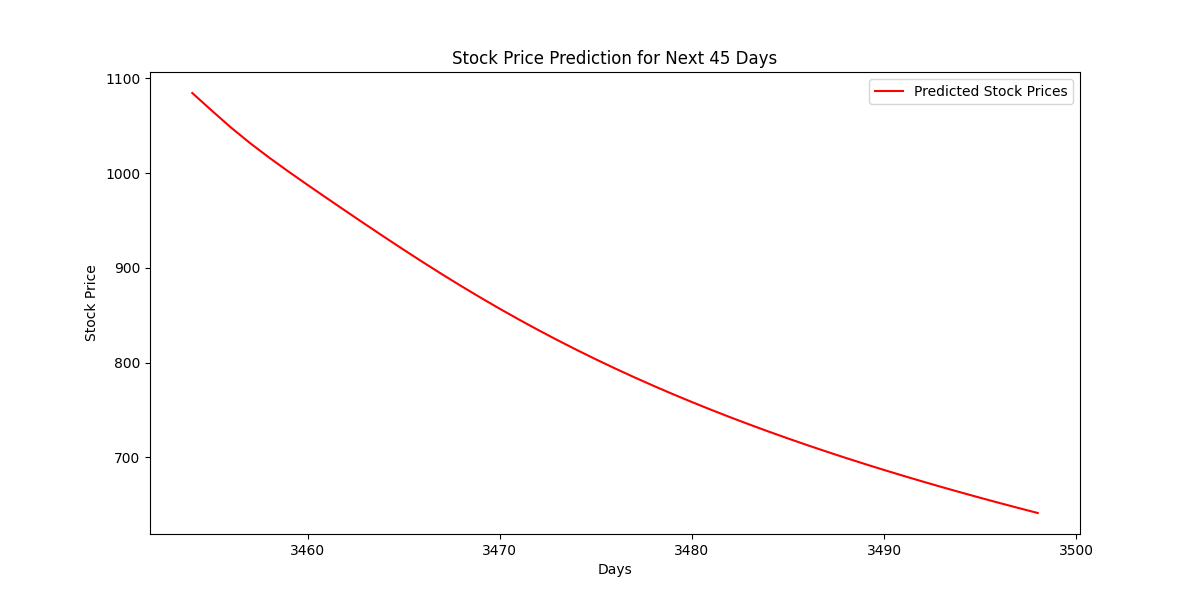 Stock Price Prediction for Next 45 Days
Predicted Stock Prices
1100
1000
900
800
700
Stock Price
3460 3470 3480 3490 3500
Days